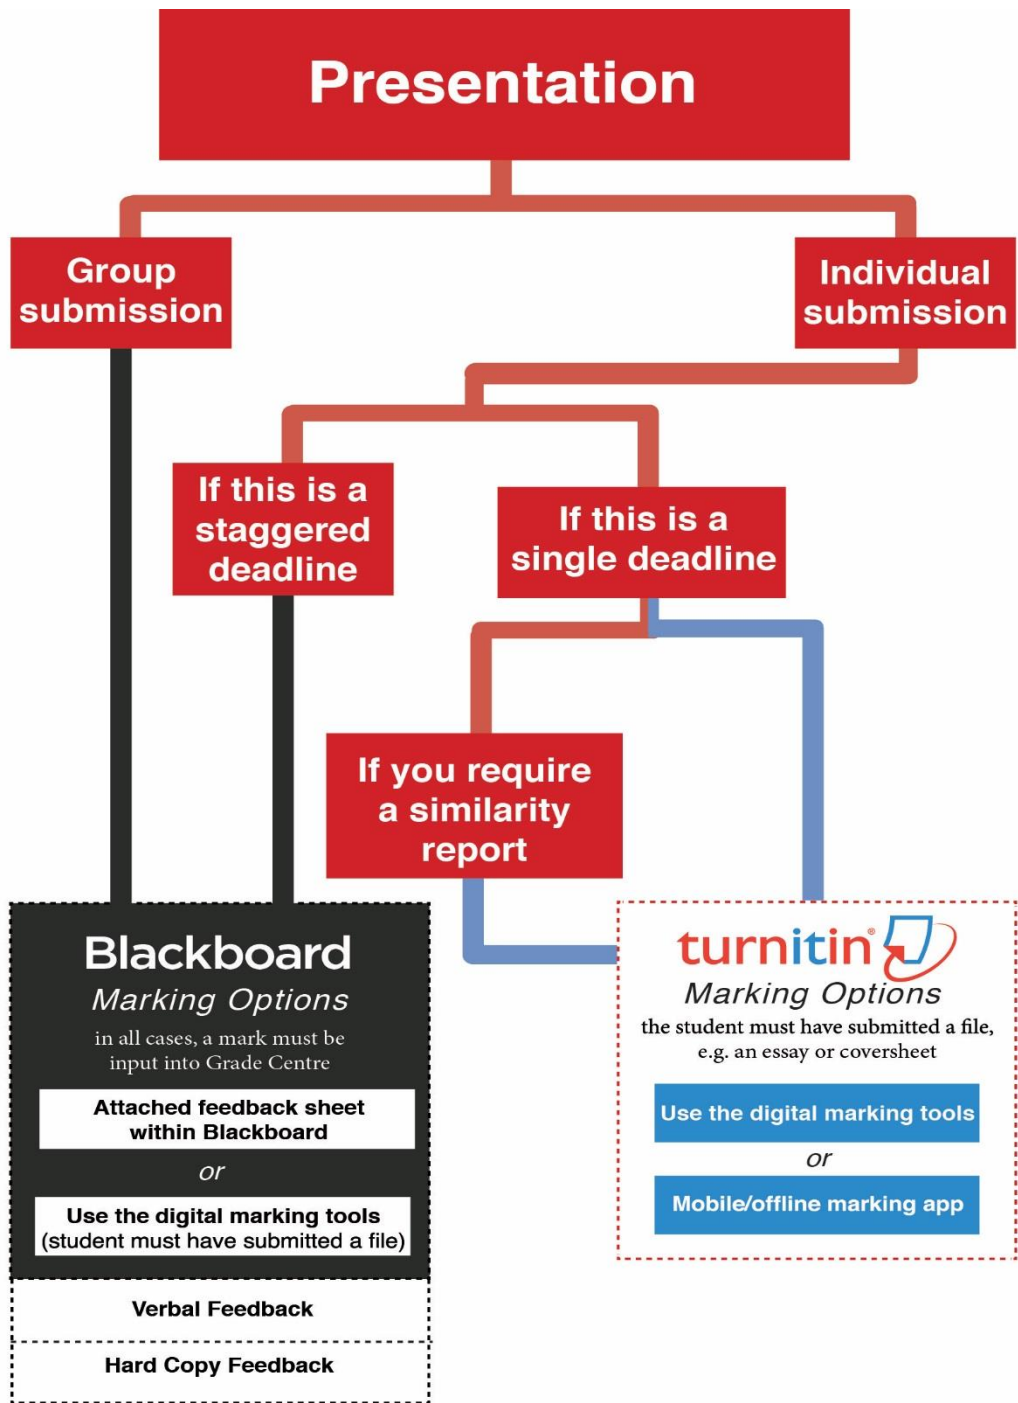 Presentation
Group
submission
Individual
submission
If this is a
staggered
deadline
If this is a
single deadline
If you require
a similarity
report
Blackboard
Marking Options
in all cases, a mark must be
input into Grade Centre
Attached feedback sheet
within Blackboard
or
Use the digital marking tools
(student must have submitted a file)
Verbal Feedback
Hard Copy Feedback
turnitin®
Marking Options
the student must have submitted a file,
e.g. an essay or coversheet
Use the digital marking tools
or
Mobile/offline marking app